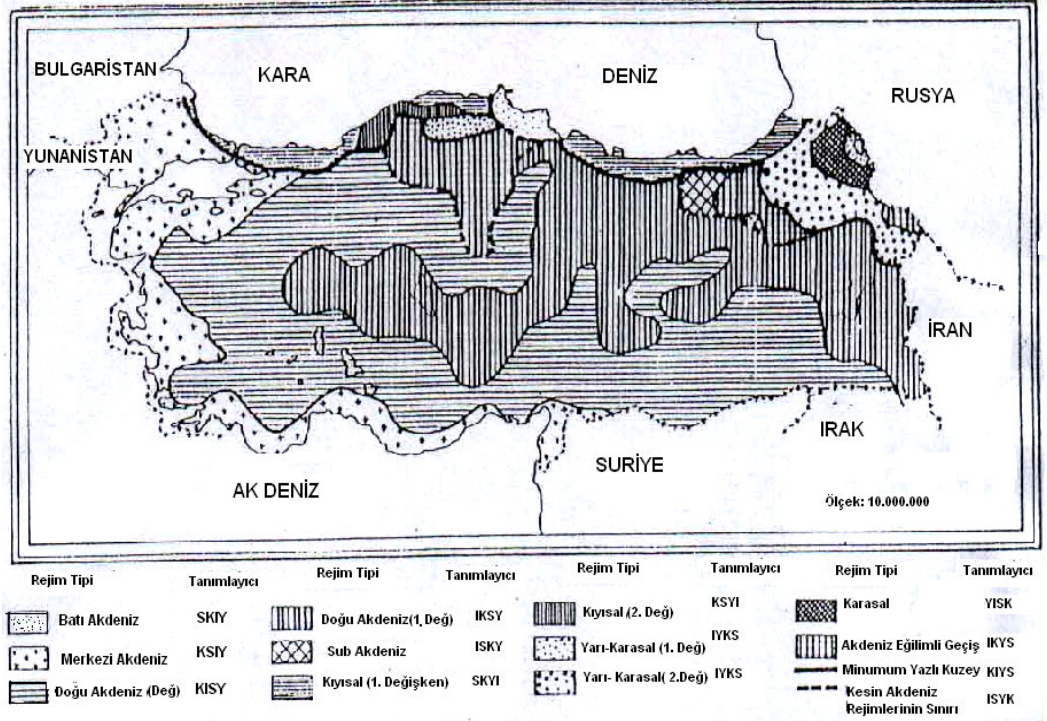 BULGARİSTAN
KARA
DENİZ
RUSYA
YUNANİSTAN
İRAN
IRAK
SURİYE
AK DENİZ
Ölçek: 10.000.000
Rejim Tipi Tanımlayıcı Rejim Tipi Tanımlayıcı Rejim Tipi Tanımlayıcı Rejim Tipi Tanımlayıcı
Batı Akdeniz SKIY
Merkezi Akdeniz KSIY
Doğu Akdeniz (Değ) KISY
Doğu Akdeniz(1. Değ) IKSY
Sub Akdeniz ISKY
Kıyısal (1. Değişken) SKYI
Kıyısal (2. Değ) KSYI
Yarı-Karasal (1. Değ) IYKS
Yarı- Karasal( 2.Değ) IYKS
Karasal YISK
Akdeniz Eğilimli Geçiş IKYS
Minumum Yazlı Kuzey KIYS
Kesin Akdeniz
Rejimlerinin Sınırı ISYK